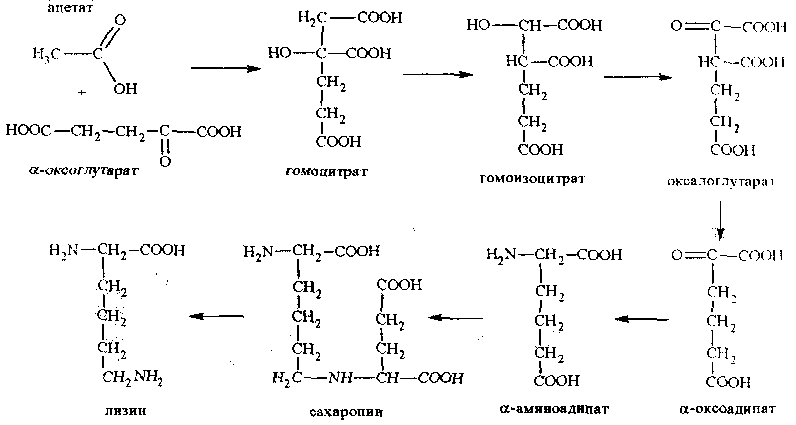 ацетат
H₂C—COOH
HO—CH—COOH
O=C—COOH
H₃C—C
O
OH
HO—C—COOH
HC—COOH
HC—COOH
+
CH₂
CH₂
CH₂
CH₂
CH₂
CH₂
HOOC—CH₂—CH₂—C—COOH
O
COOH
COOH
COOH
α-оксоглутарат
гомоцитрат
гомоизоцитрат
оксалоглутарат
H₂N—CH₂—COOH
H₂N—CH₂—COOH
H₂N—CH₂—COOH
O=C—COOH
CH₂
CH₂
COOH
CH₂
CH₂
CH₂
CH₂
CH₂
CH₂
CH₂
CH₂
CH₂
CH₂
CH₂
CH₂
CH₂NH₂
H₂—NH—CH—COOH
COOH
COOH
лизин
сахаропин
α-аминоадипат
α-оксоадипат